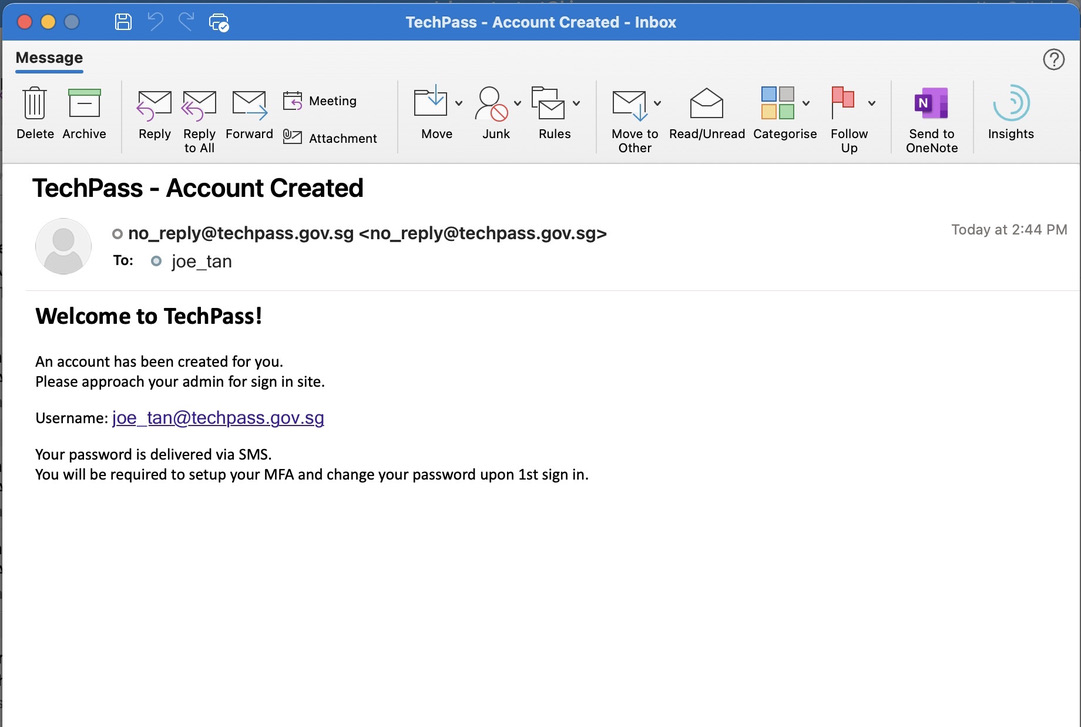 TechPass - Account Created - Inbox
Message
?
Delete
Archive
Reply
Reply to All
Forward
Meeting
Attachment
Move
Junk
Rules
Move to Other
Read/Unread
Categorise
Follow Up
N
Send to OneNote
Insights
TechPass - Account Created
no_reply@techpass.gov.sg <no_reply@techpass.gov.sg>
Today at 2:44 PM
To: joe_tan
Welcome to TechPass!
An account has been created for you.
Please approach your admin for sign in site.
Username: joe_tan@techpass.gov.sg
Your password is delivered via SMS.
You will be required to setup your MFA and change your password upon 1st sign in.